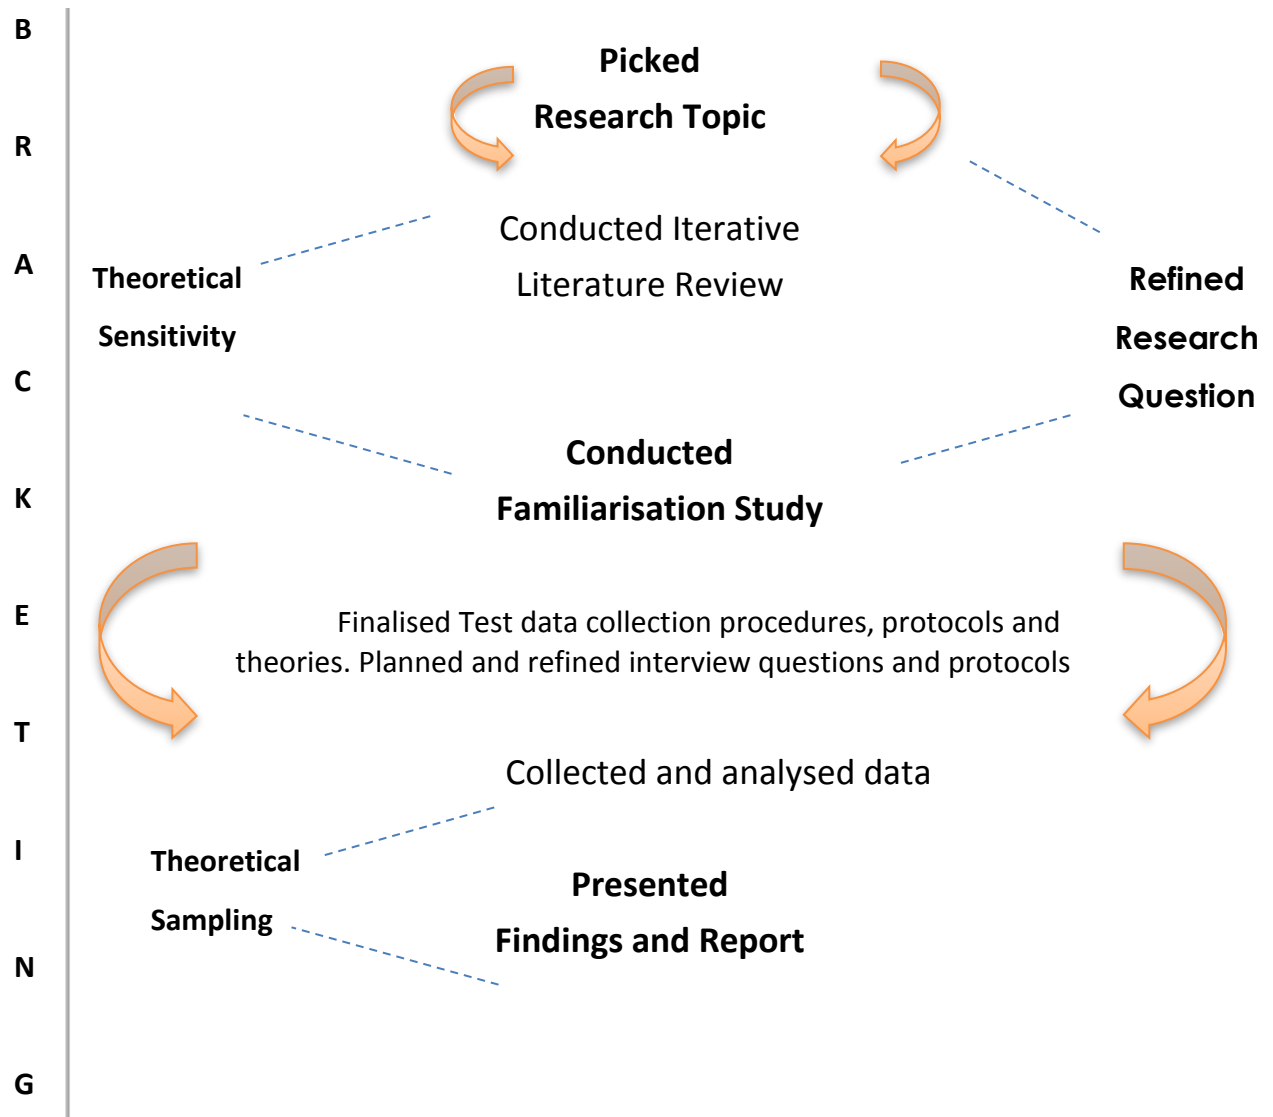 B
R
A
C
K
E
T
I
N
G
Picked
Research Topic
Conducted Iterative
Literature Review
Theoretical
Sensitivity
Refined
Research
Question
Conducted
Familiarisation Study
Finalised Test data collection procedures, protocols and
theories. Planned and refined interview questions and protocols
Collected and analysed data
Theoretical
Sampling
Presented
Findings and Report